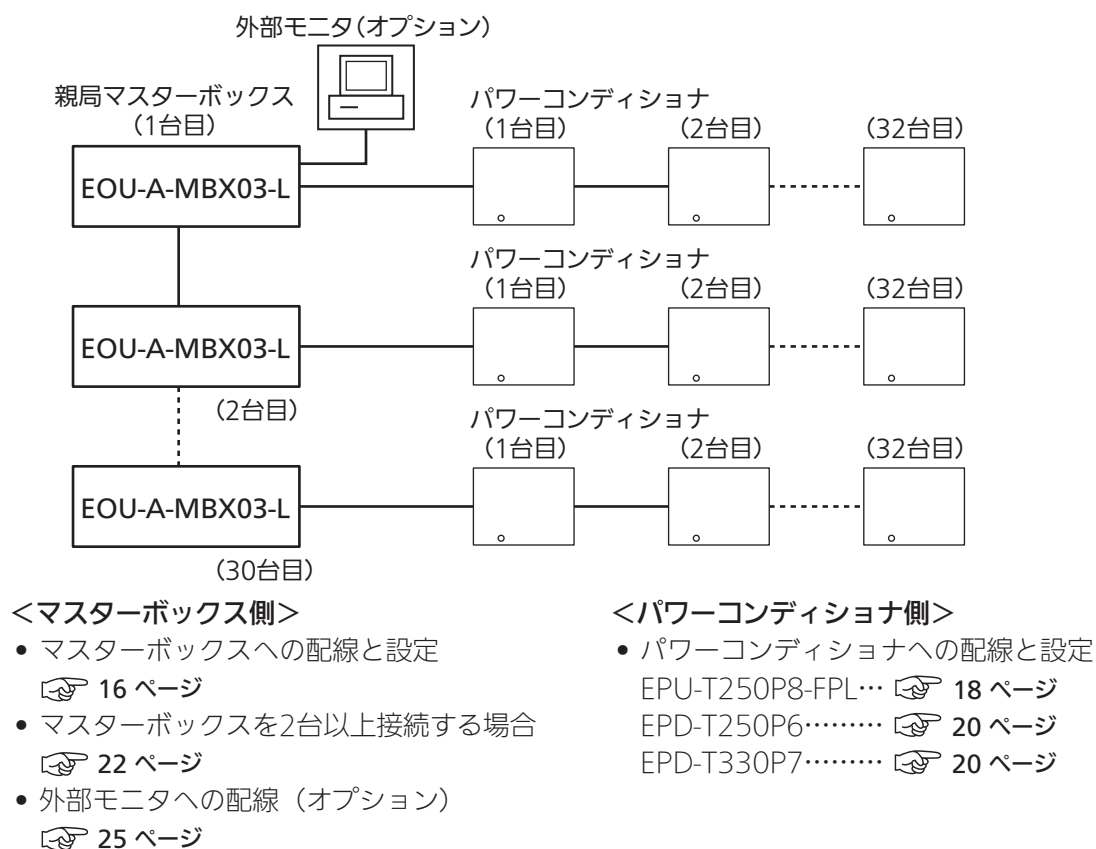 外部モニタ(オプション)
親局マスターボックス
(1台目)
EOU-A-MBX03-L
パワーコンディショナ
(1台目) (2台目) (32台目)
パワーコンディショナ
(1台目) (2台目) (32台目)
EOU-A-MBX03-L
(2台目)
パワーコンディショナ
(1台目) (2台目) (32台目)
EOU-A-MBX03-L
(30台目)
<マスターボックス側>
• マスターボックスへの配線と設定
☞ 16 ページ
• マスターボックスを2台以上接続する場合
☞ 22 ページ
• 外部モニタへの配線(オプション)
☞ 25 ページ
<パワーコンディショナ側>
• パワーコンディショナへの配線と設定
EPU-T250P8-FPL… ☞ 18 ページ
EPD-T250P6……… ☞ 20 ページ
EPD-T330P7……… ☞ 20 ページ